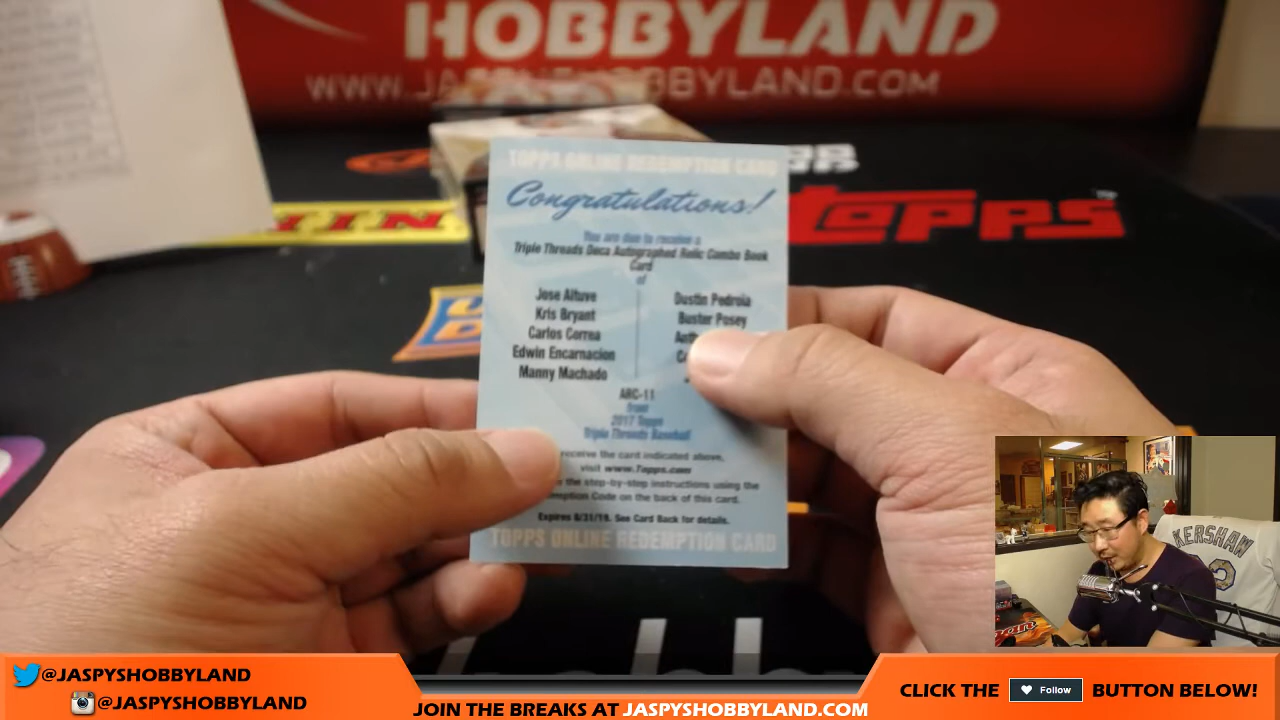 HOBBYLAND
WWW.JASPYSHOBBYLAND.COM
TOPPS ONLINE REDEMPTION CARD
Congratulations!
You are due to receive a
Triple Threads Deca Autographed Relic Combo Book
Card
of
Jose Altuve
Kris Bryant
Carlos Correa
Edwin Encarnacion
Manny Machado
Dustin Pedroia
Buster Posey
ARC-11
from
2017 Topps
Triple Threads Baseball
receive the card indicated above,
visit www.Topps.com
the step-by-step instructions using the
Code on the back of this card.
Expires 8/31/19. See Card Back for details.
TOPPS ONLINE REDEMPTION CARD
topps
KERSHAW
@JASPYSHOBBYLAND
@JASPYSHOBBYLAND
JOIN THE BREAKS AT JASPYSHOBBYLAND.COM
CLICK THE Follow BUTTON BELOW!